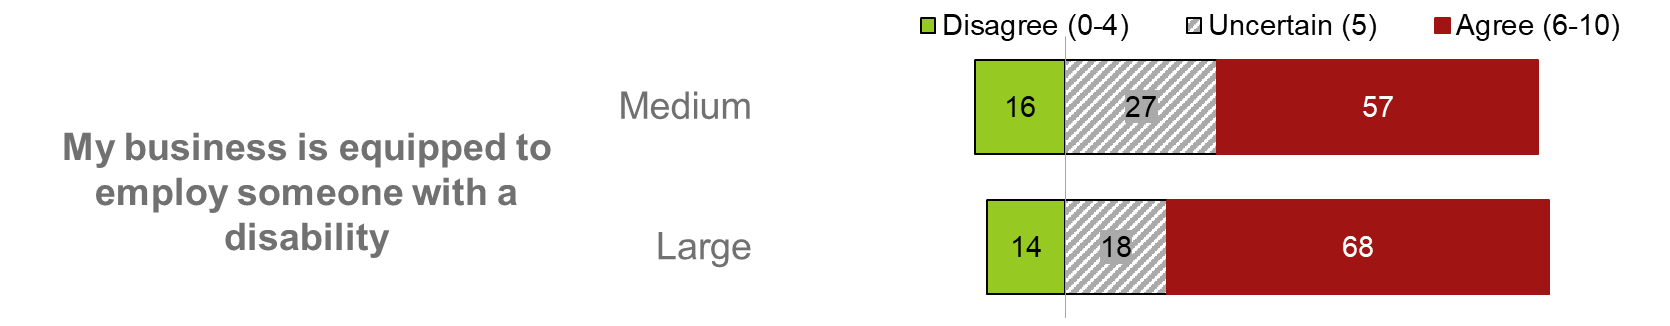 Disagree (0-4) Uncertain (5) Agree (6-10)
Medium 16 27 57
My business is equipped to
employ someone with a
disability
Large 14 18 68